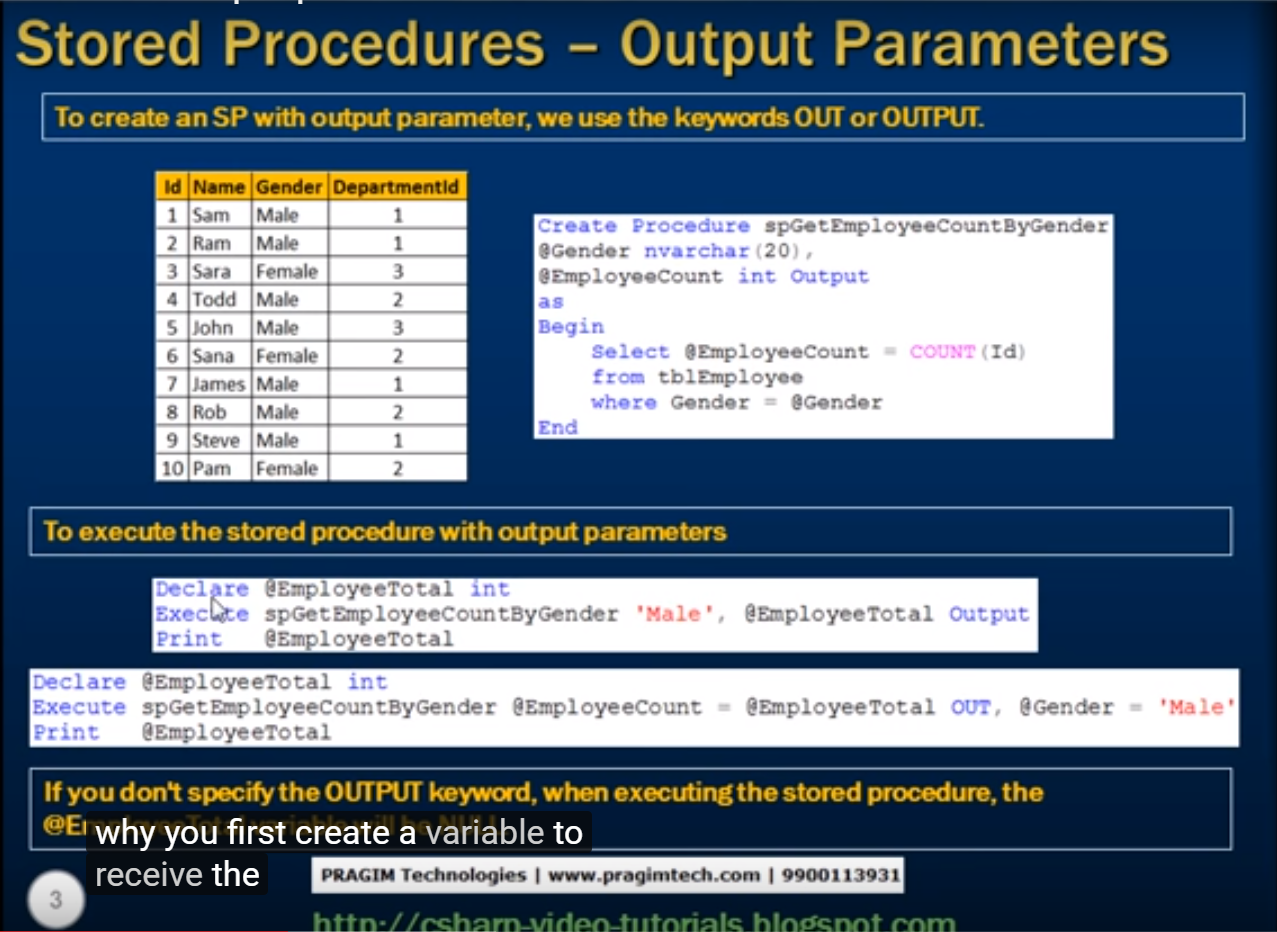 Stored Procedures – Output Parameters
To create an SP with output parameter, we use the keywords OUT or OUTPUT.
Id Name Gender DepartmentId
1 Sam Male 1
2 Ram Male 1
3 Sara Female 3
4 Todd Male 2
5 John Male 3
6 Sana Female 2
7 James Male 1
8 Rob Male 2
9 Steve Male 1
10 Pam Female 2
Create Procedure spGetEmployeeCountByGender
@Gender nvarchar(20),
@EmployeeCount int Output
as
Begin
Select @EmployeeCount = COUNT(Id)
from tblEmployee
where Gender = @Gender
End
To execute the stored procedure with output parameters
Declare @EmployeeTotal int
Execute spGetEmployeeCountByGender 'Male', @EmployeeTotal Output
Print @EmployeeTotal
Declare @EmployeeTotal int
Execute spGetEmployeeCountByGender @EmployeeCount = @EmployeeTotal OUT, @Gender = 'Male'
Print @EmployeeTotal
If you don't specify the OUTPUT keyword, when executing the stored procedure, the
why you first create a variable to
receive the
PRAGIM Technologies | www.pragimtech.com | 9900113931
3
http://csharp-video-tutorials.blogspot.com